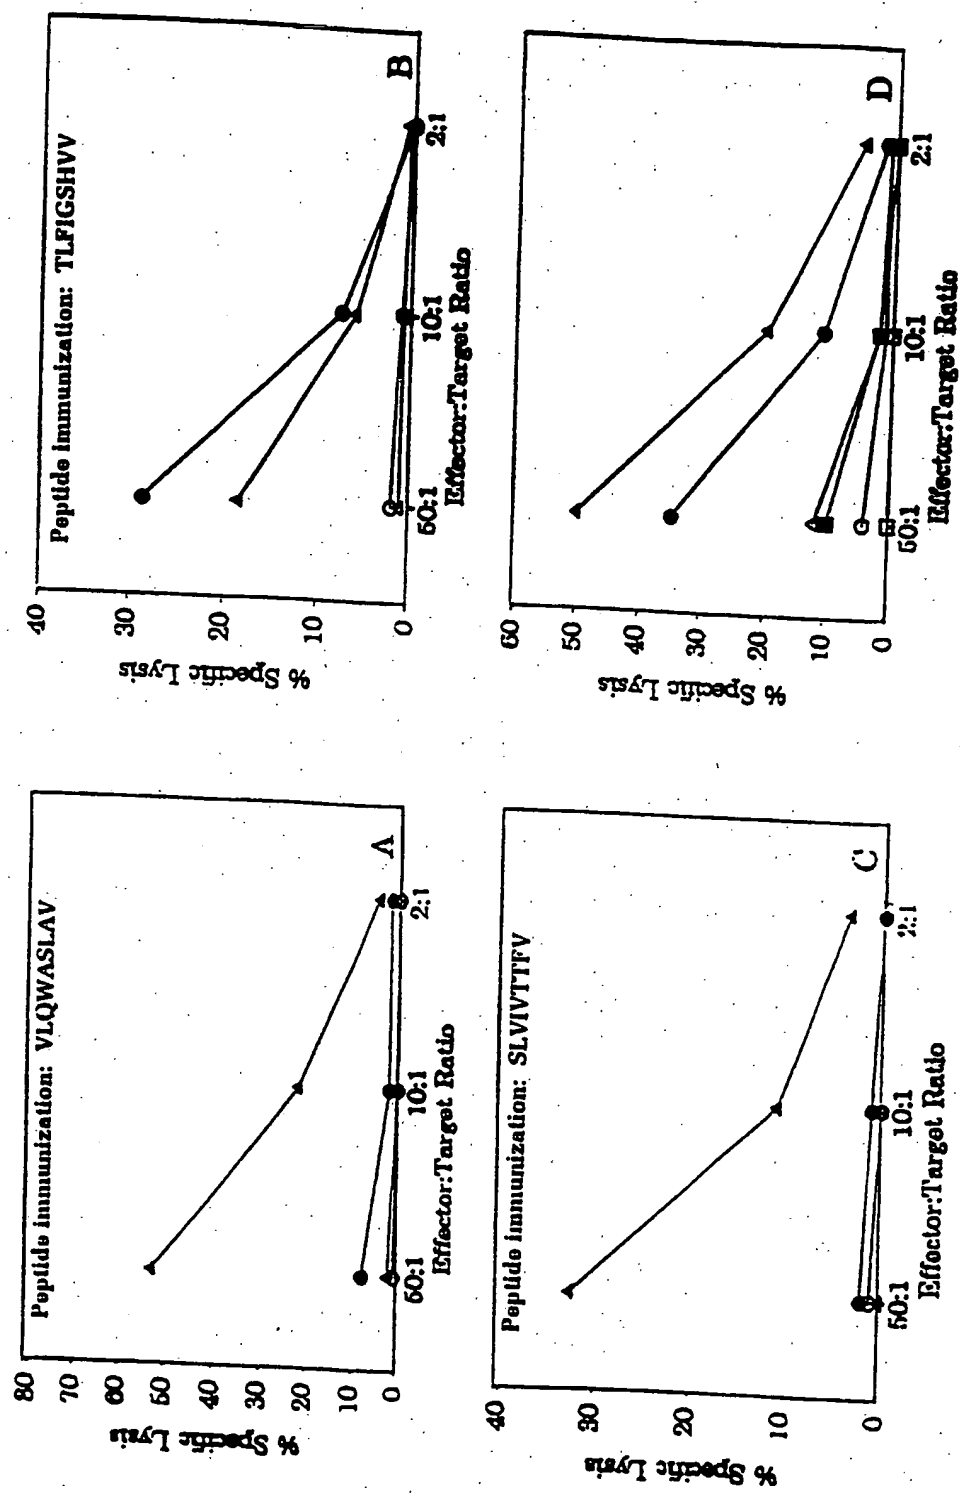 Peptide immunization: VLQWASLAV
80
70
60
50
40
30
20
10
0
% Specific Lysis
A
50:1
10:1
2:1
Effector:Target Ratio
Peptide immunization: TLFIGSHVV
40
30
20
10
0
% Specific Lysis
B
50:1
10:1
2:1
Effector:Target Ratio
Peptide immunization: SLVIVTTFV
40
30
20
10
0
% Specific Lysis
C
50:1
10:1
2:1
Effector:Target Ratio
60
50
40
30
20
10
0
% Specific Lysis
D
50:1
10:1
2:1
Effector:Target Ratio